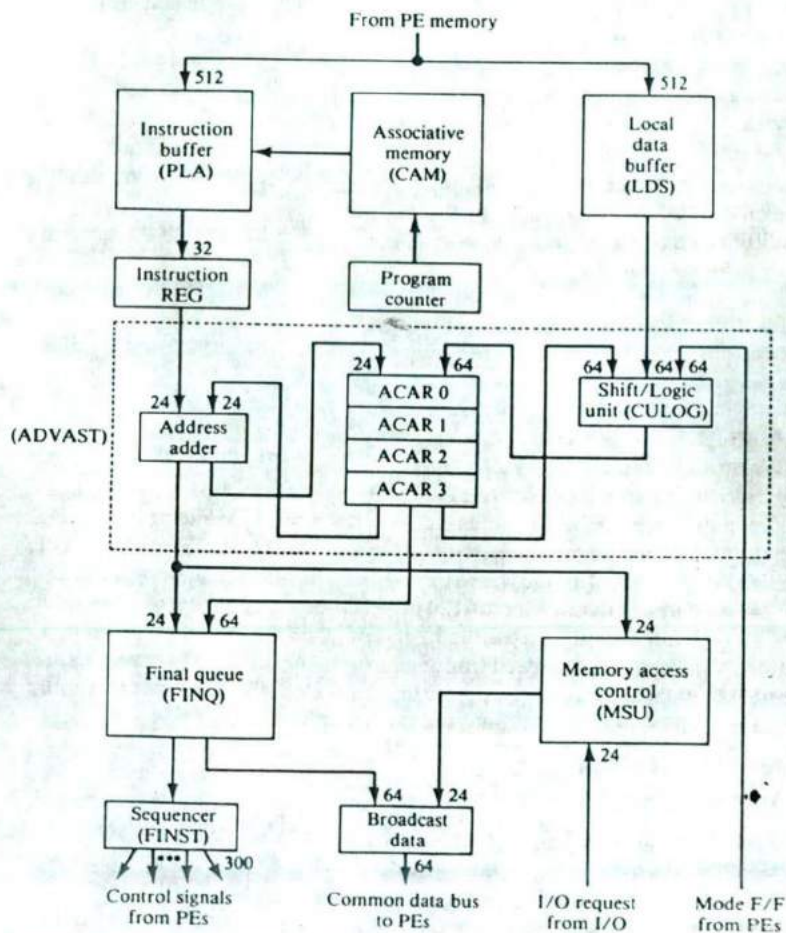 From PE memory
512
512
Instruction
buffer
(PLA)
Associative
memory
(CAM)
Local
data
buffer
(LDS)
32
Instruction
REG
Program
counter
(ADVAST)
24
24
Address
adder
24
64
ACAR 0
ACAR 1
ACAR 2
ACAR 3
64
64
64
Shift/Logic
unit (CULOG)
24
64
Final queue
(FINQ)
24
Memory access
control
(MSU)
24
Sequencer
(FINST)
300
Control signals
from PEs
64
24
Broadcast
data
64
Common data bus
to PEs
I/O request
from I/O
Mode F/F
from PEs